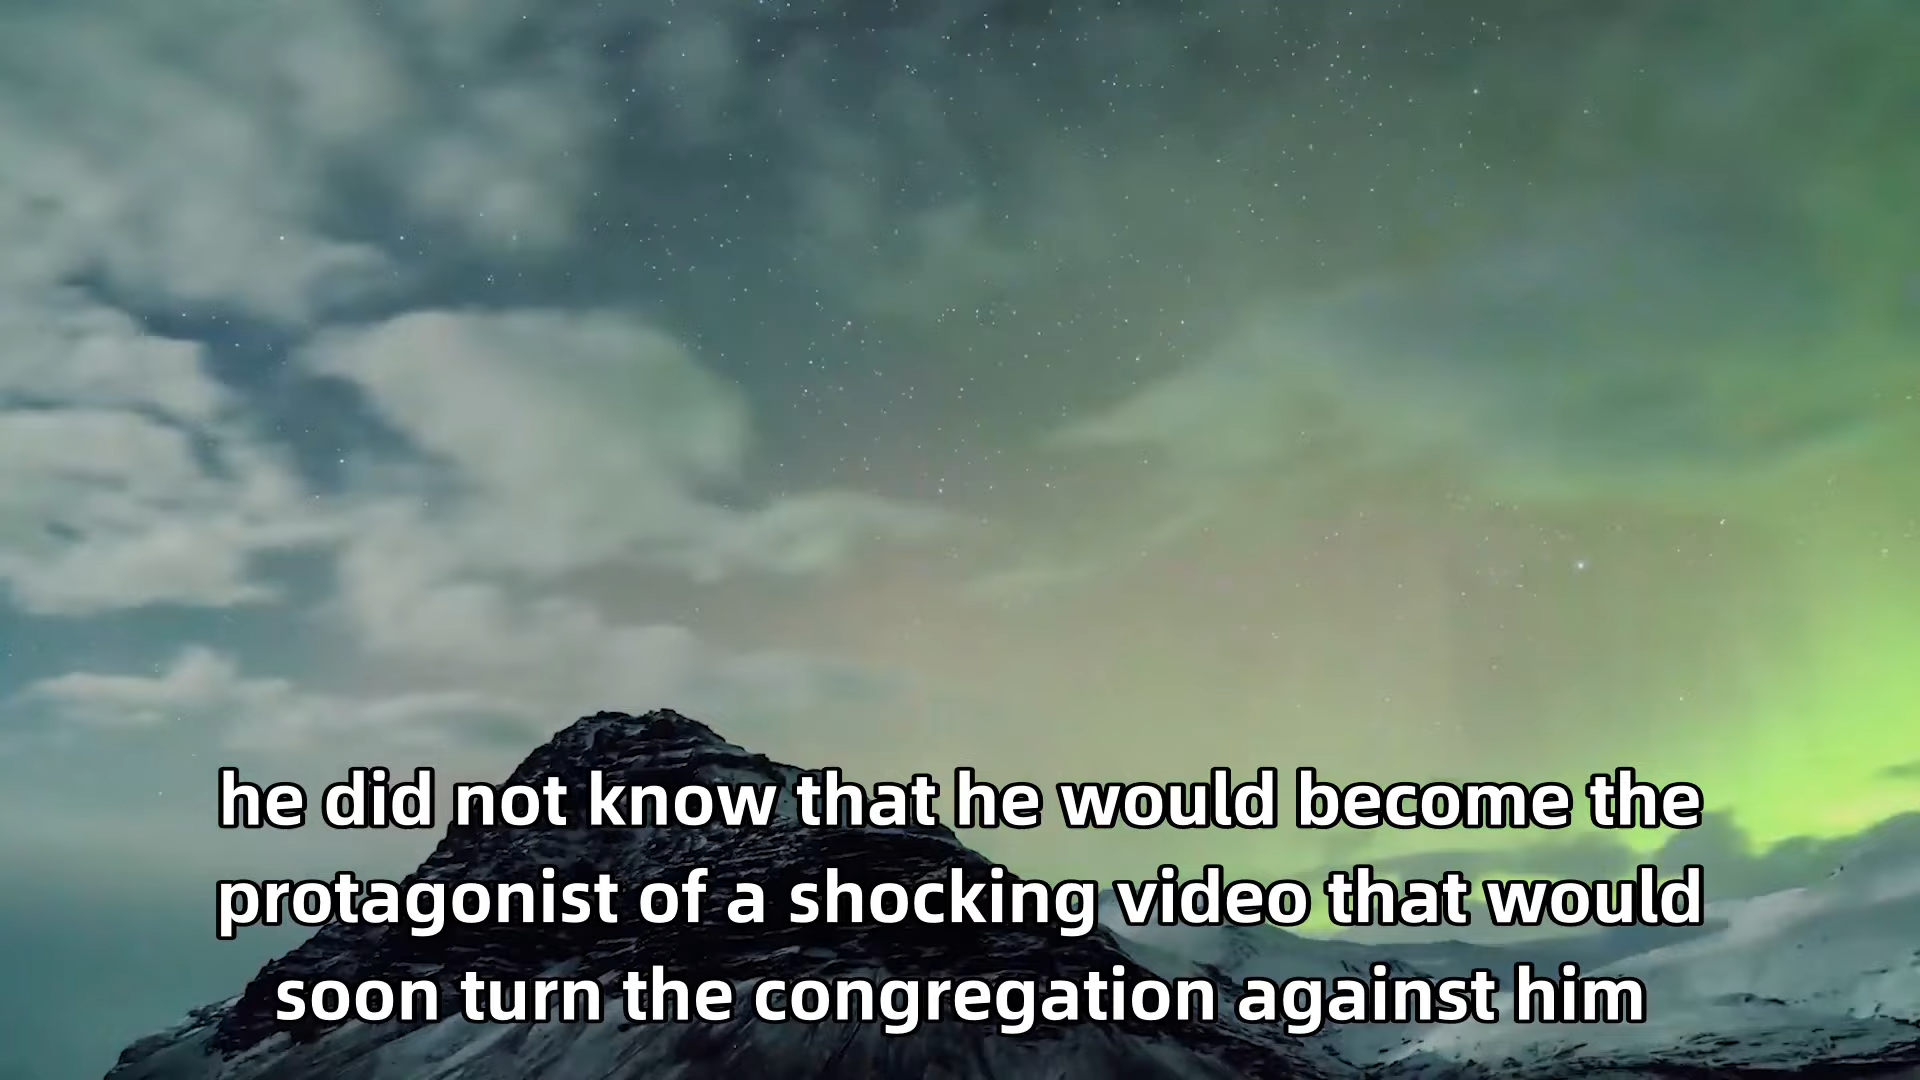 he did not know that he would become the
protagonist of a shocking video that would
soon turn the congregation against him